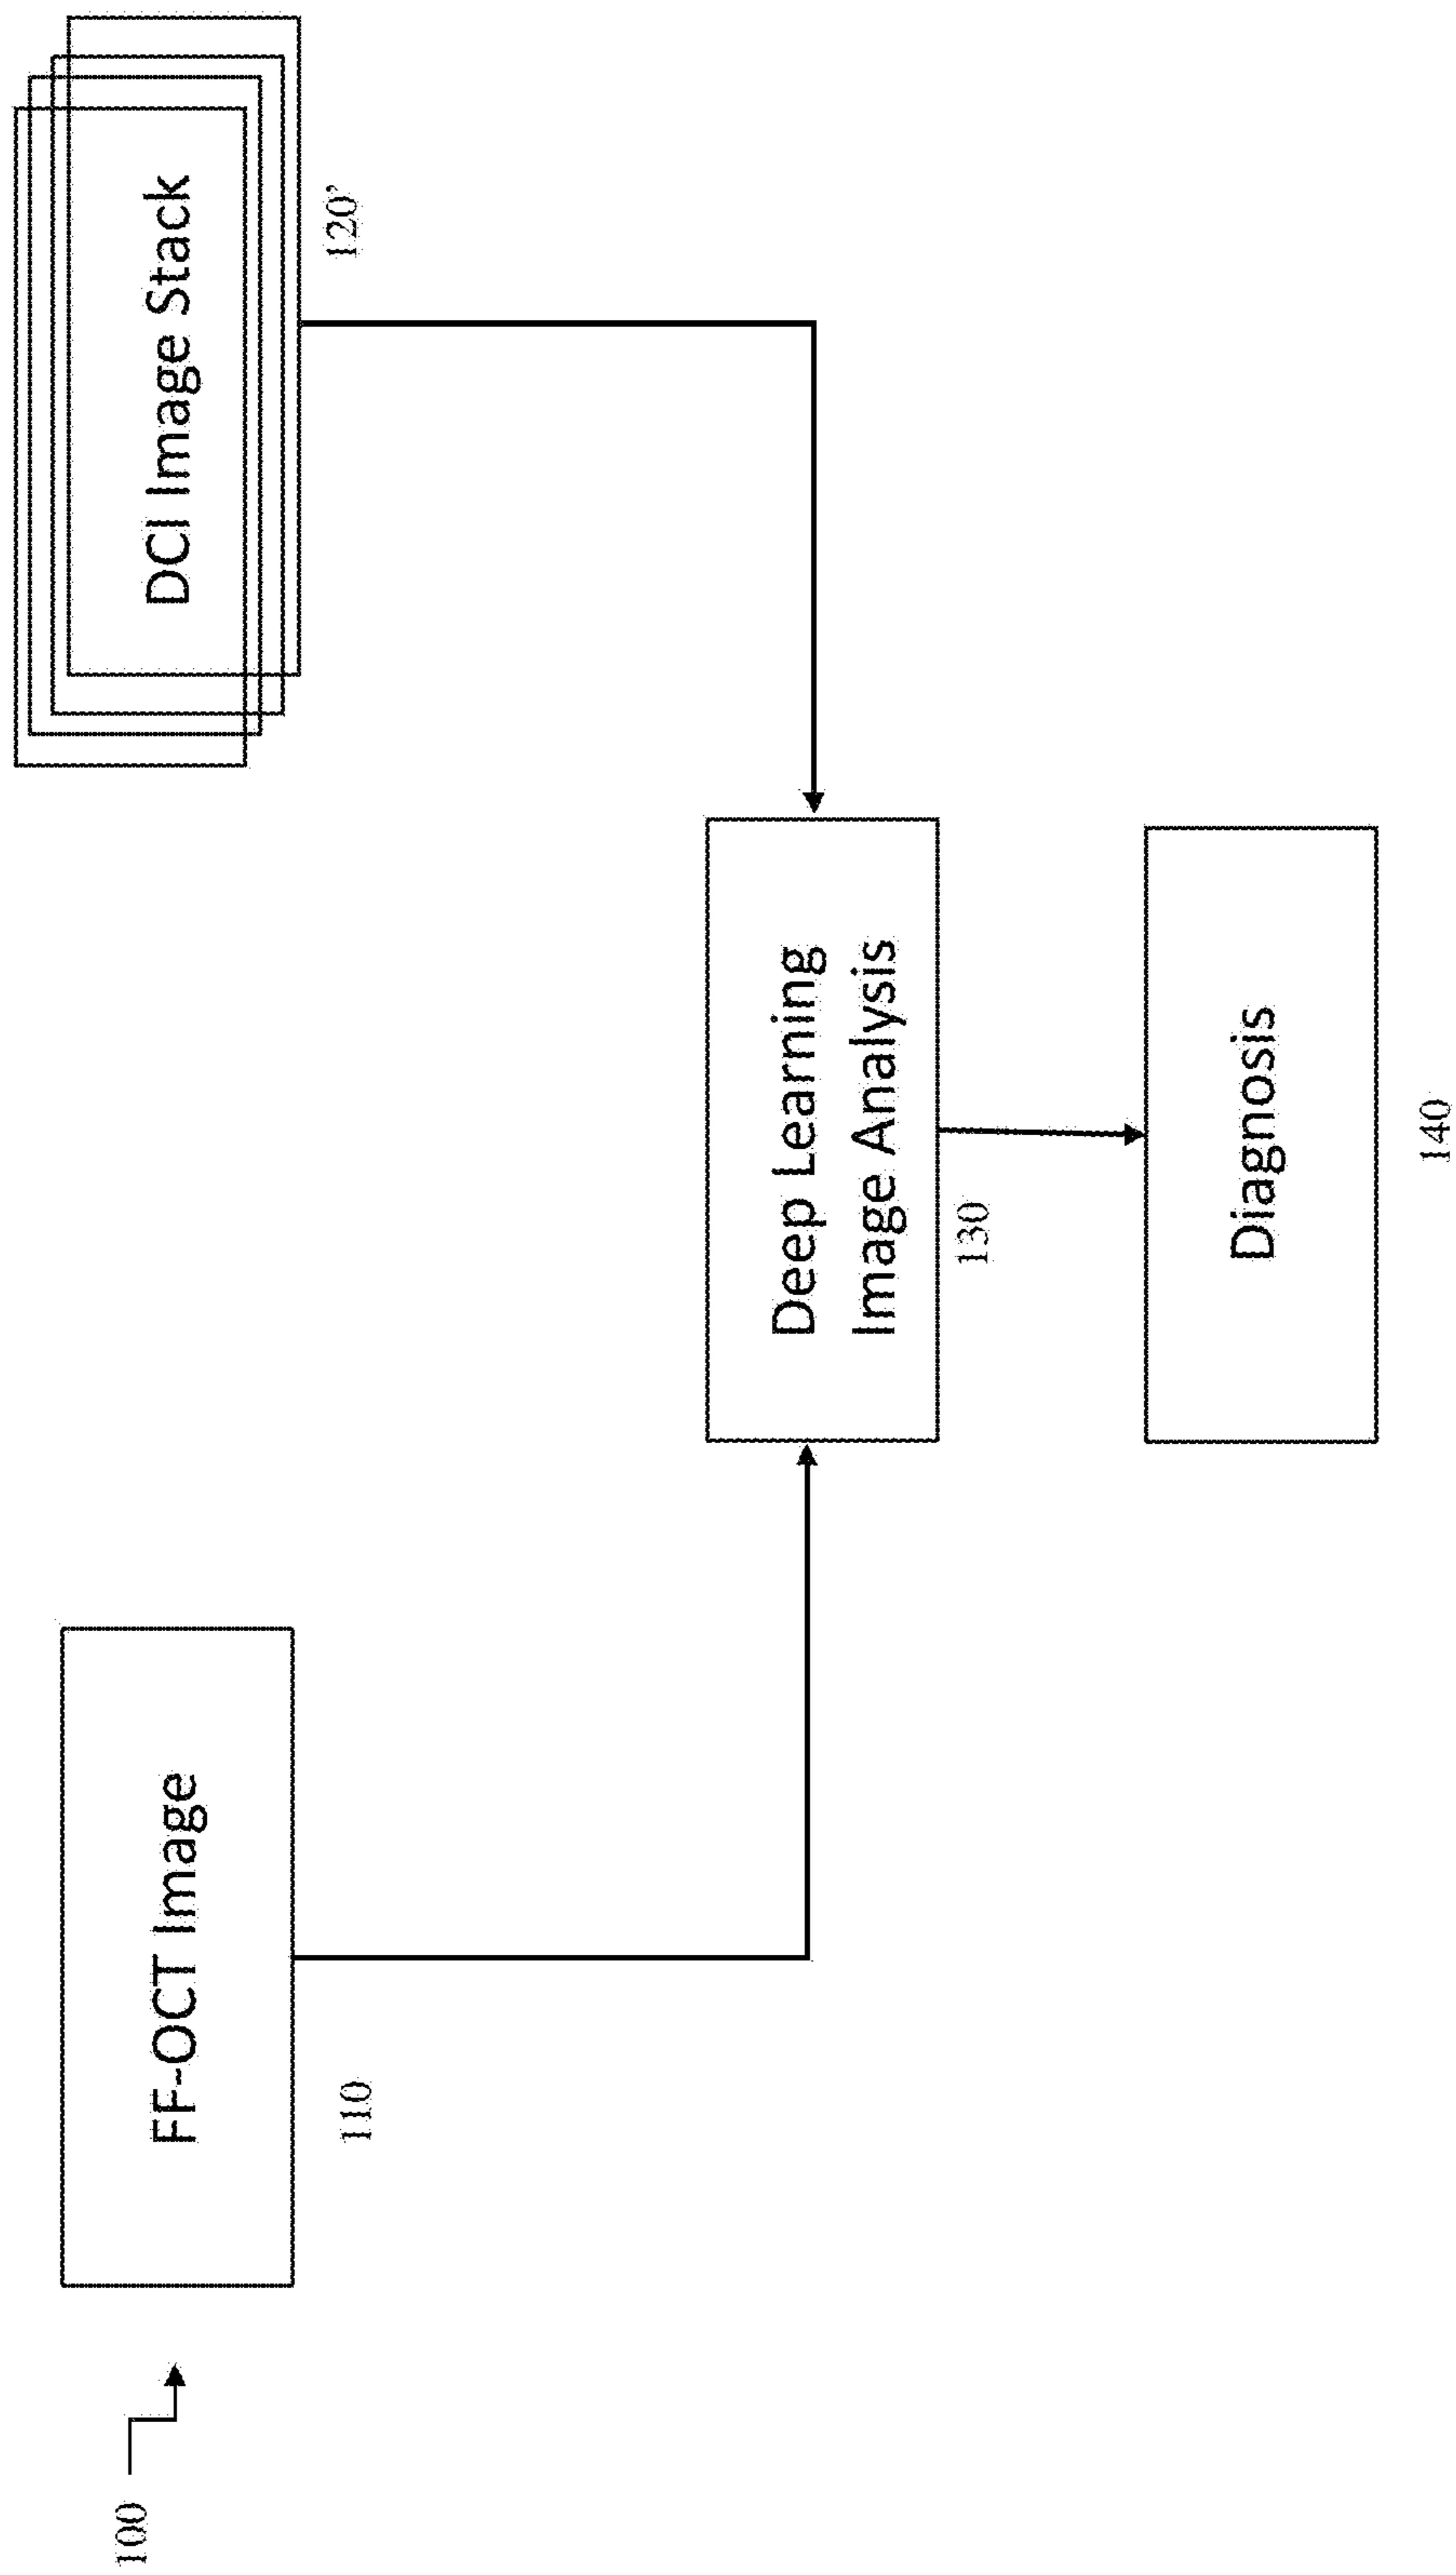 100
FF-OCT Image
110
DCI Image Stack
120’
Deep Learning
Image Analysis
130
Diagnosis
140